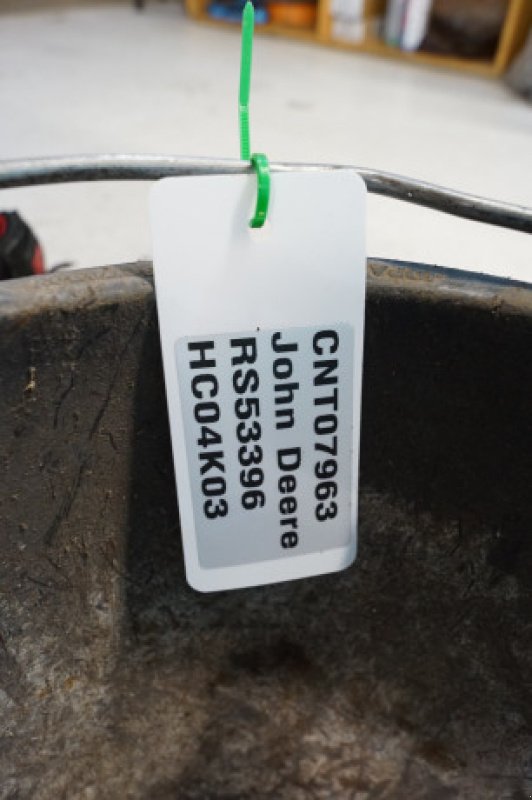 CNT07963
John Deere
RS53396
HC04K03